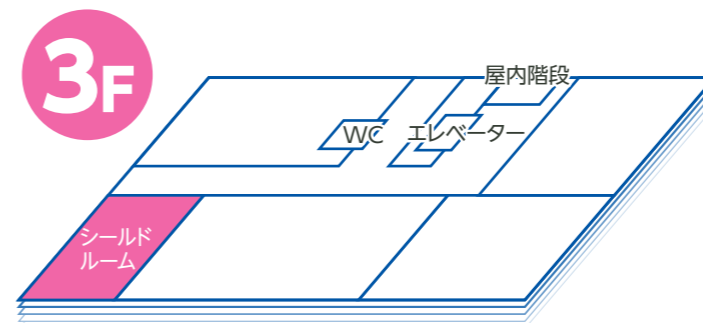 3F
屋内階段
WC
エレベーター
シールド
ルーム